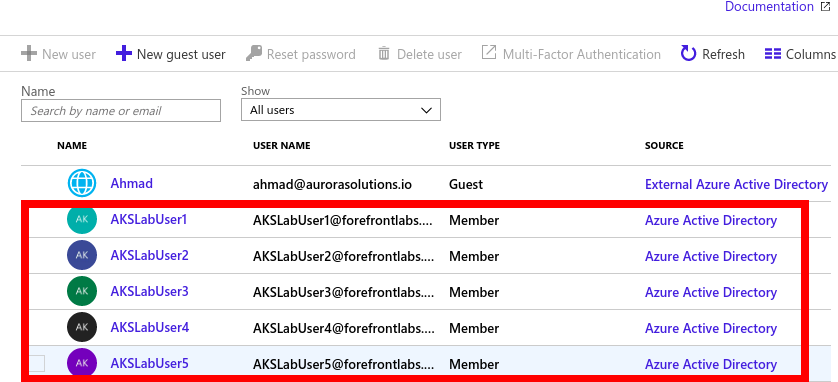 Documentation
New user New guest user Reset password Delete user Multi-Factor Authentication Refresh Columns
Name Show
Search by name or email All users
NAME USER NAME USER TYPE SOURCE
Ahmad ahmad@aurorasolutions.io Guest External Azure Active Directory
AK AKSLabUser1 AKSLabUser1@forefrontlabs.... Member Azure Active Directory
AK AKSLabUser2 AKSLabUser2@forefrontlabs.... Member Azure Active Directory
AK AKSLabUser3 AKSLabUser3@forefrontlabs.... Member Azure Active Directory
AK AKSLabUser4 AKSLabUser4@forefrontlabs.... Member Azure Active Directory
AK AKSLabUser5 AKSLabUser5@forefrontlabs.... Member Azure Active Directory